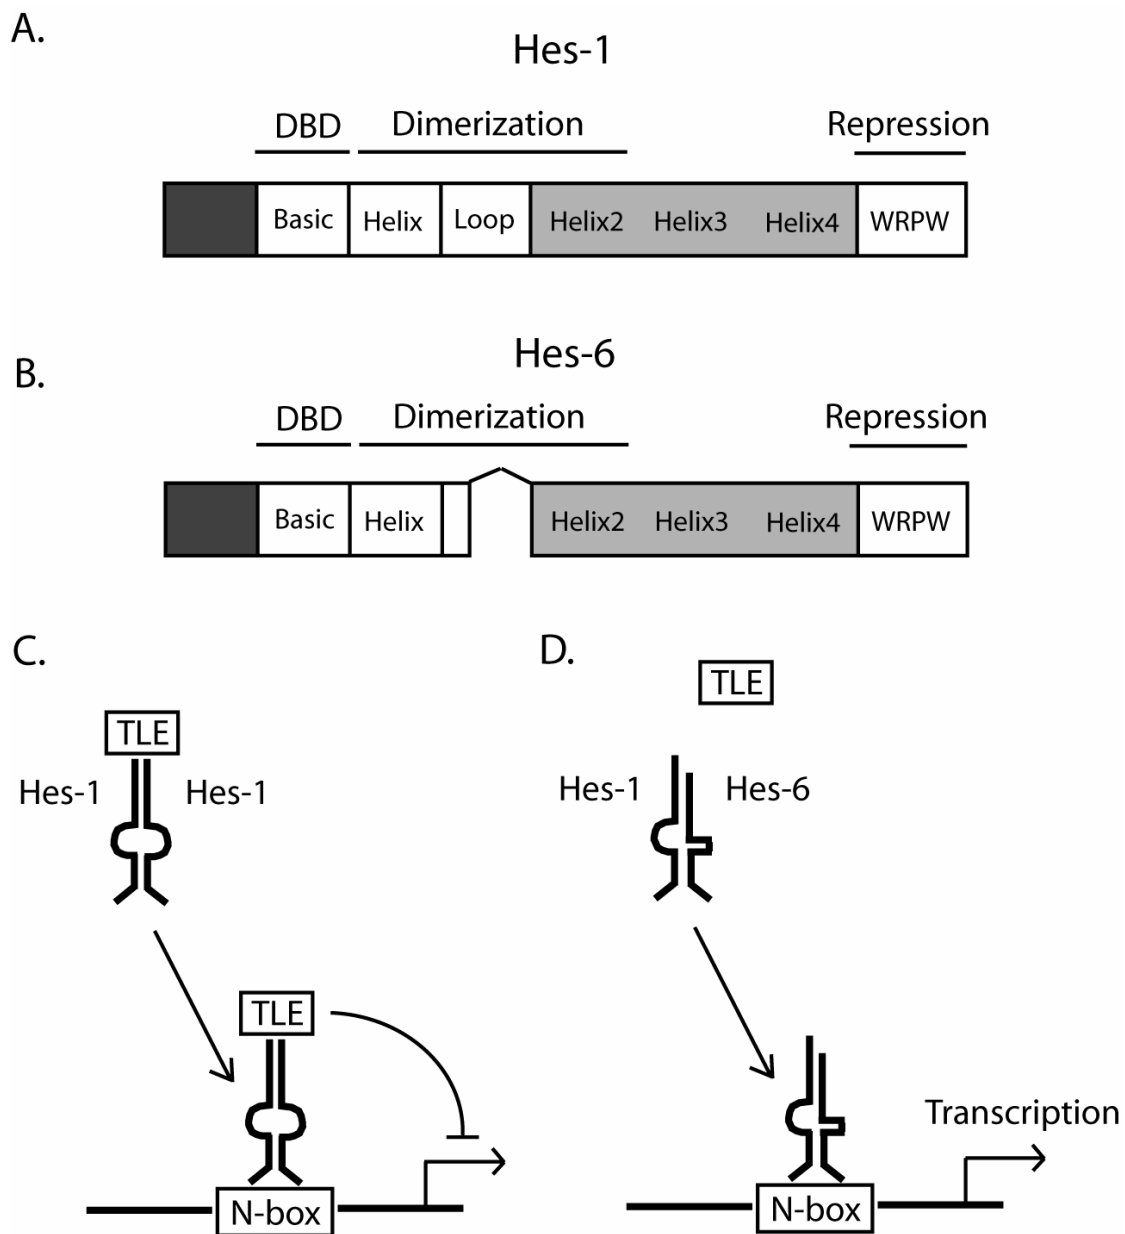 A.
Hes-1
DBD Dimerization Repression
Basic Helix Loop Helix2 Helix3 Helix4 WRPW
Hes-6
B.
DBD Dimerization Repression
Basic Helix Helix2 Helix3 Helix4 WRPW
C.
TLE
Hes-1 Hes-1
TLE
N-box
D.
TLE
Hes-1 Hes-6
Transcription
N-box